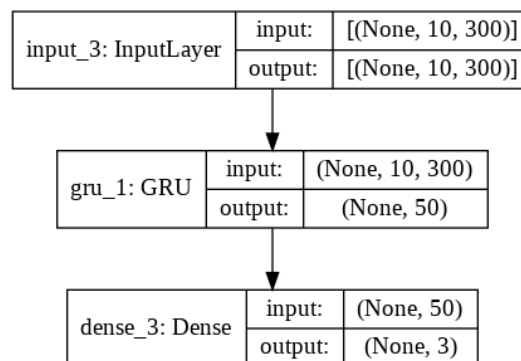 input_3: InputLayer
input:
[(None, 10, 300)]
output:
[(None, 10, 300)]
gru_1: GRU
input:
(None, 10, 300)
output:
(None, 50)
dense_3: Dense
input:
(None, 50)
output:
(None, 3)